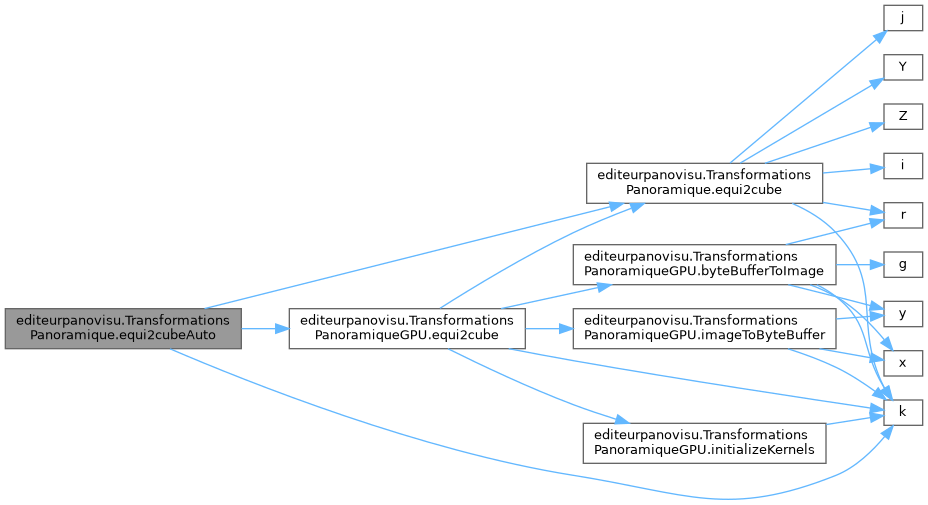 editeurpanovisu.Transformations
Panoramique.equi2cubeAuto
editeurpanovisu.Transformations
PanoramiqueGPU.equi2cube
editeurpanovisu.Transformations
Panoramique.equi2cube
editeurpanovisu.Transformations
PanoramiqueGPU.byteBufferToImage
editeurpanovisu.Transformations
PanoramiqueGPU.imageToByteBuffer
editeurpanovisu.Transformations
PanoramiqueGPU.initializeKernels
j
Y
Z
i
r
g
y
x
k